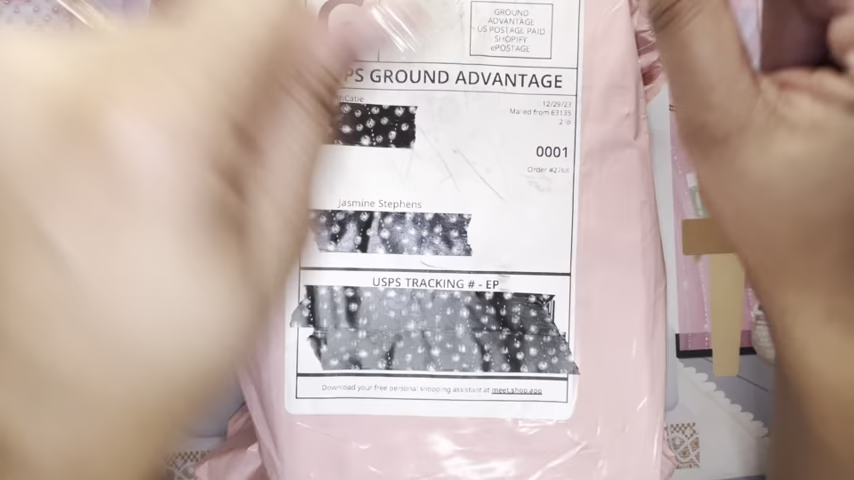 GROUND
ADVANTAGE
US POSTAGE PAID
SHOPIFY
ePOSTAGE
PS GROUND ADVANTAGE
12/29/23
Mailed from 63135
0001
Order
Jasmine Stephens
USPS TRACKING # - EP
Download your free personal shopping assistant at meet.shop.app